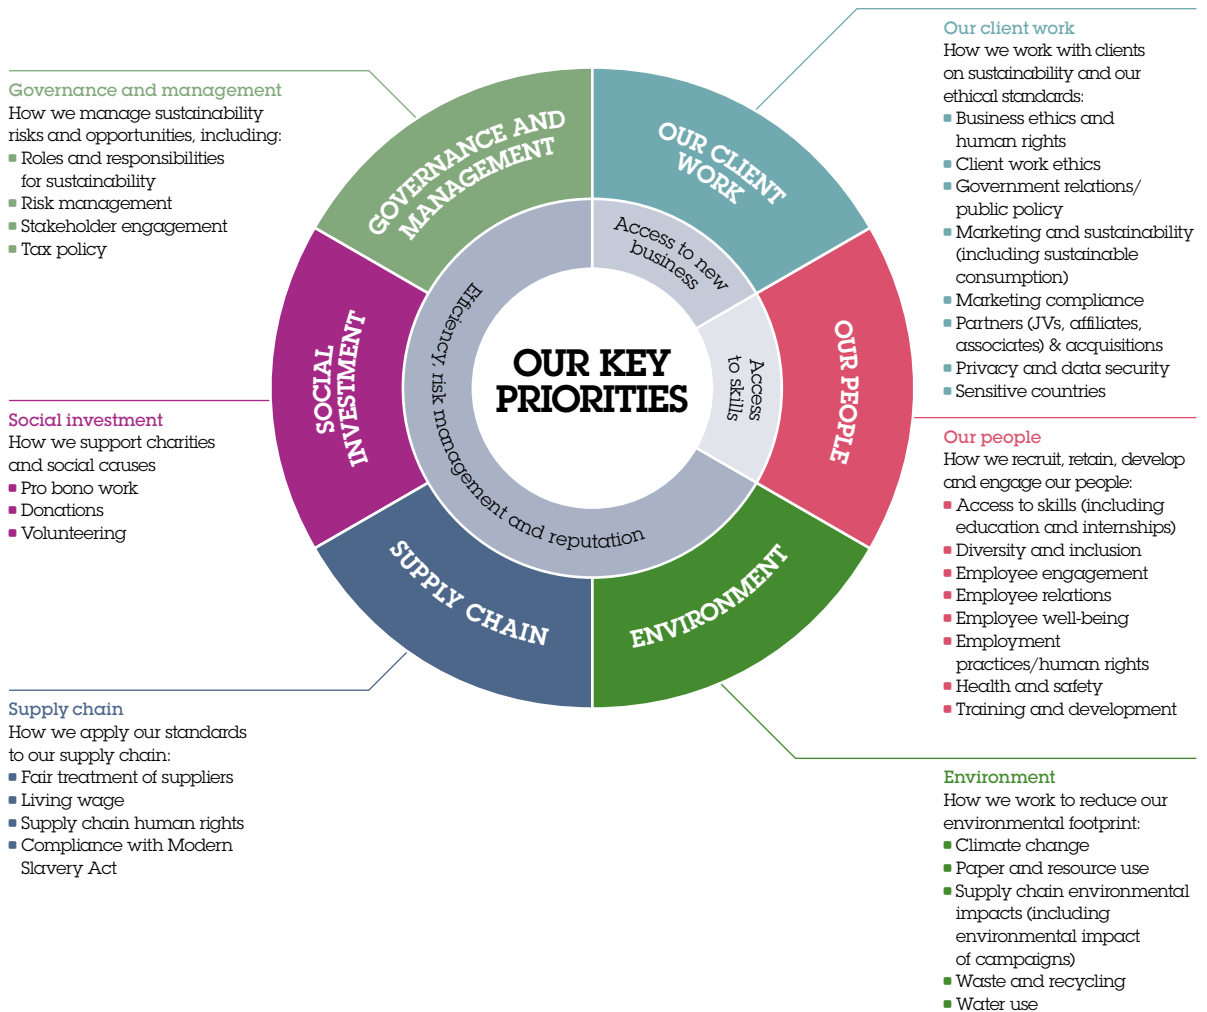 Governance and management
How we manage sustainability
risks and opportunities, including:
Roles and responsibilities
for sustainability
Risk management
Stakeholder engagement
Tax policy
Social investment
How we support charities
and social causes
Pro bono work
Donations
Volunteering
Supply chain
How we apply our standards
to our supply chain:
Fair treatment of suppliers
Living wage
Supply chain human rights
Compliance with Modern
Slavery Act
GOVERNANCE AND
MANAGEMENT
OUR CLIENT
WORK
OUR PEOPLE
ENVIRONMENT
SUPPLY CHAIN
SOCIAL
INVESTMENT
Access to new
business
Access
to skills
Efficiency, risk management and reputation
OUR KEY
PRIORITIES
Our client work
How we work with clients
on sustainability and our
ethical standards:
Business ethics and
human rights
Client work ethics
Government relations/
public policy
Marketing and sustainability
(including sustainable
consumption)
Marketing compliance
Partners (JVs, affiliates,
associates) & acquisitions
Privacy and data security
Sensitive countries
Our people
How we recruit, retain, develop
and engage our people:
Access to skills (including
education and internships)
Diversity and inclusion
Employee engagement
Employee relations
Employee well-being
Employment
practices/human rights
Health and safety
Training and development
Environment
How we work to reduce our
environmental footprint:
Climate change
Paper and resource use
Supply chain environmental
impacts (including
environmental impact
of campaigns)
Waste and recycling
Water use